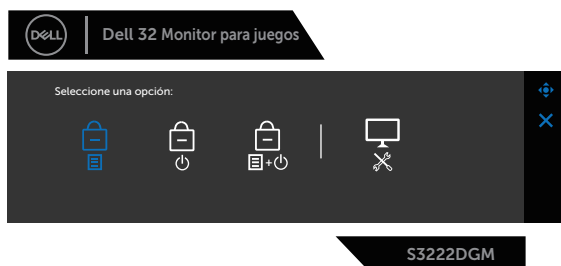 DELL
Dell 32 Monitor para juegos
Seleccione una opción:
S3222DGM